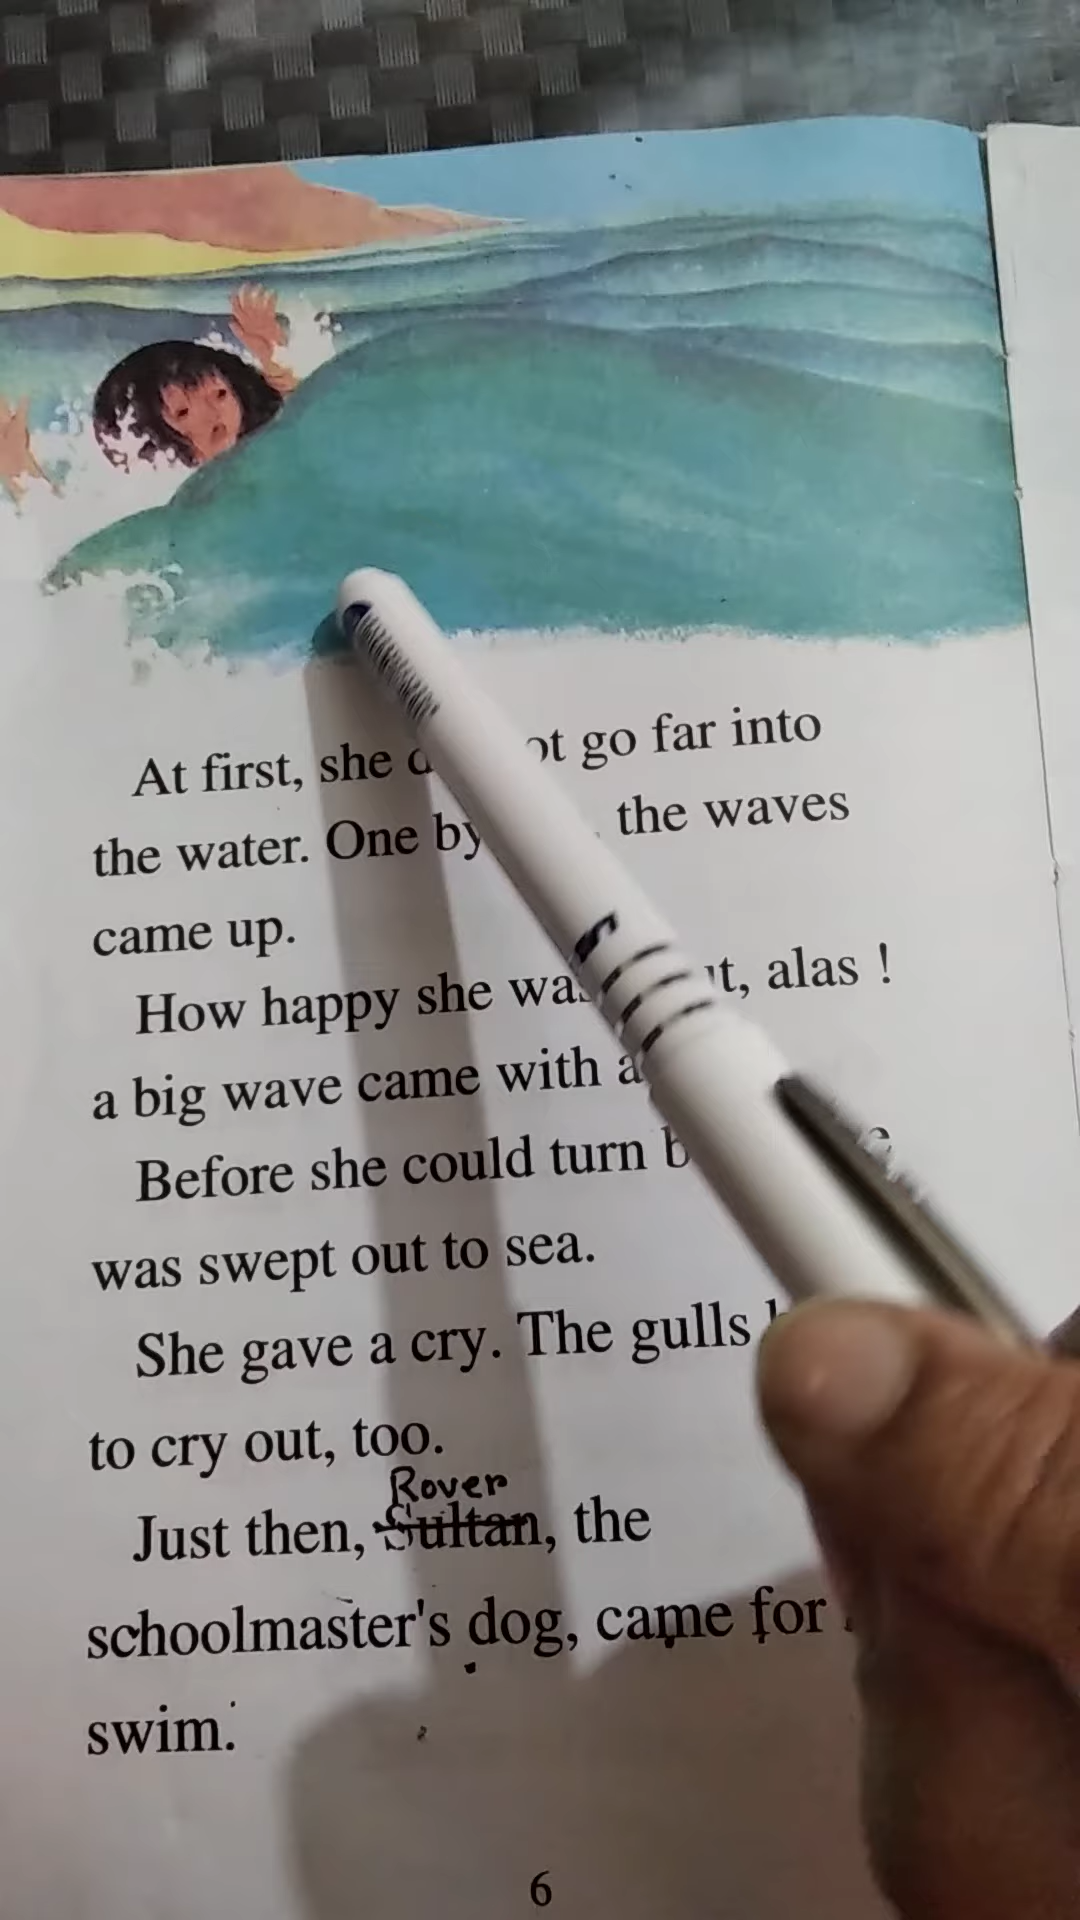 At first, she go far into
the water. One by the waves
came up.
How happy she alas !
a big wave came with
Before she could turn
was swept out to sea.
She gave a cry. The gulls
to cry out, too.
Rover
Just then, Sultan, the
schoolmaster's dog, came for
swim.
6